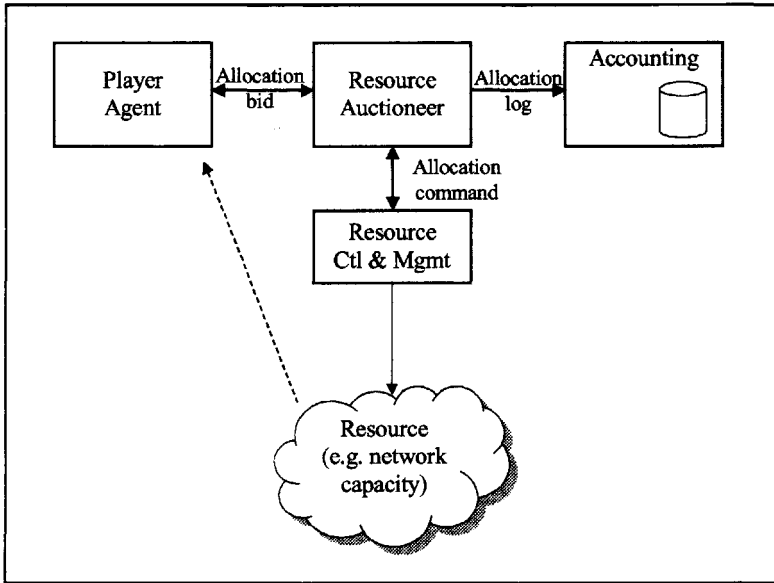 Player
Agent
Allocation
bid
Resource
Auctioneer
Allocation
log
Accounting
Allocation
command
Resource
Ctl & Mgmt
Resource
(e.g. network
capacity)